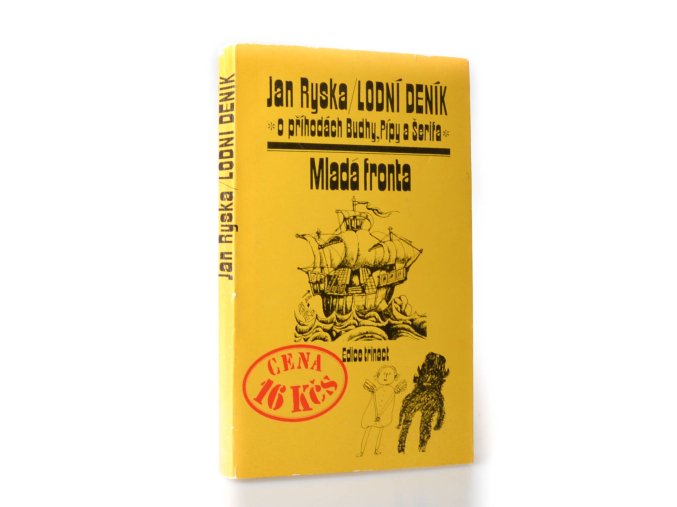 Jan Ryska/LODNÍ DENÍK
Jan Ryska/LODNÍ DENÍK
*o příhodách Budhy, Pípy a Šerifa*
Mladá fronta
Edice třináct
CENA
16 Kčs